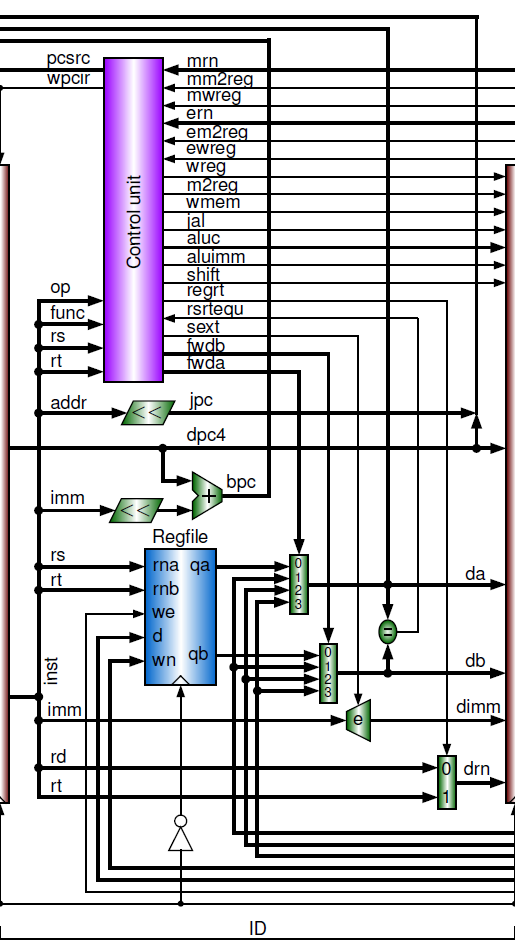 pcsrc
wpcir
mrn
mm2reg
mwreg
ern
em2reg
ewreg
wreg
m2reg
wmem
jal
aluc
aluimm
shift
regrt
rsrtequ
sext
fwdb
fwda
Control unit
op
func
rs
rt
addr
<<
jpc
dpc4
imm
<<
+
bpc
Regfile
rs
rna
qa
0
rt
rnb
1
2
we
3
da
d
=
wn
qb
0
1
2
3
db
inst
imm
e
dimm
rd
0
drn
rt
1
ID